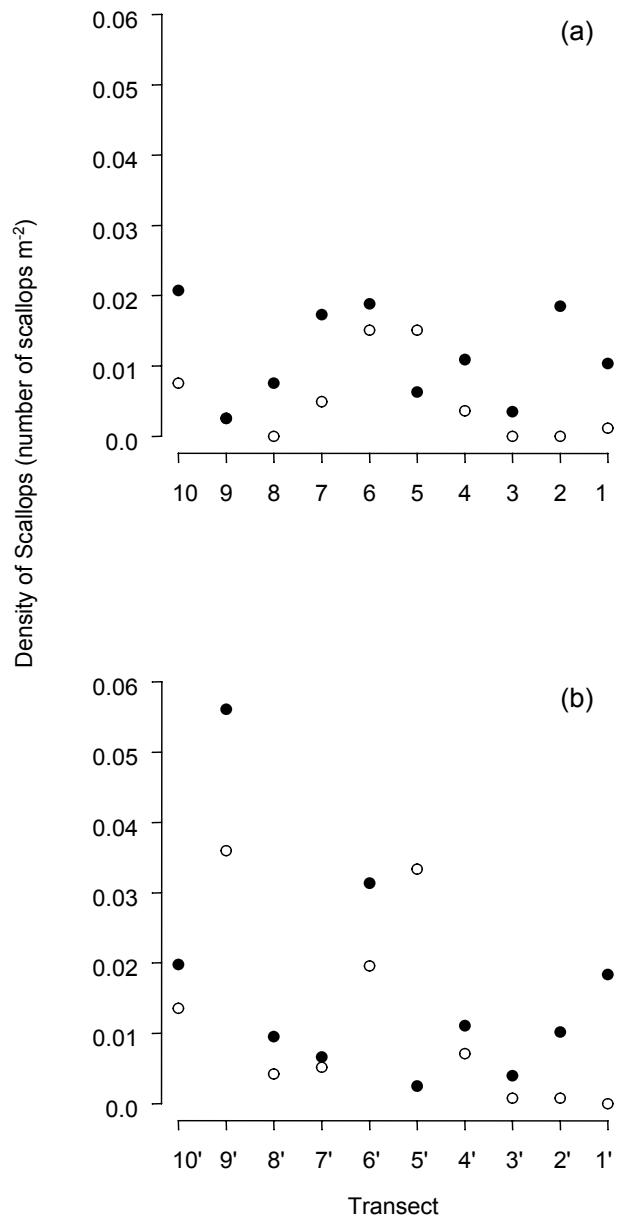 (a)
0.06
0.05
0.04
0.03
0.02
0.01
0.0
10 9 8 7 6 5 4 3 2 1
Density of Scallops (number of scallops m⁻²)
(b)
0.06
0.05
0.04
0.03
0.02
0.01
0.0
10' 9' 8' 7' 6' 5' 4' 3' 2' 1'
Transect